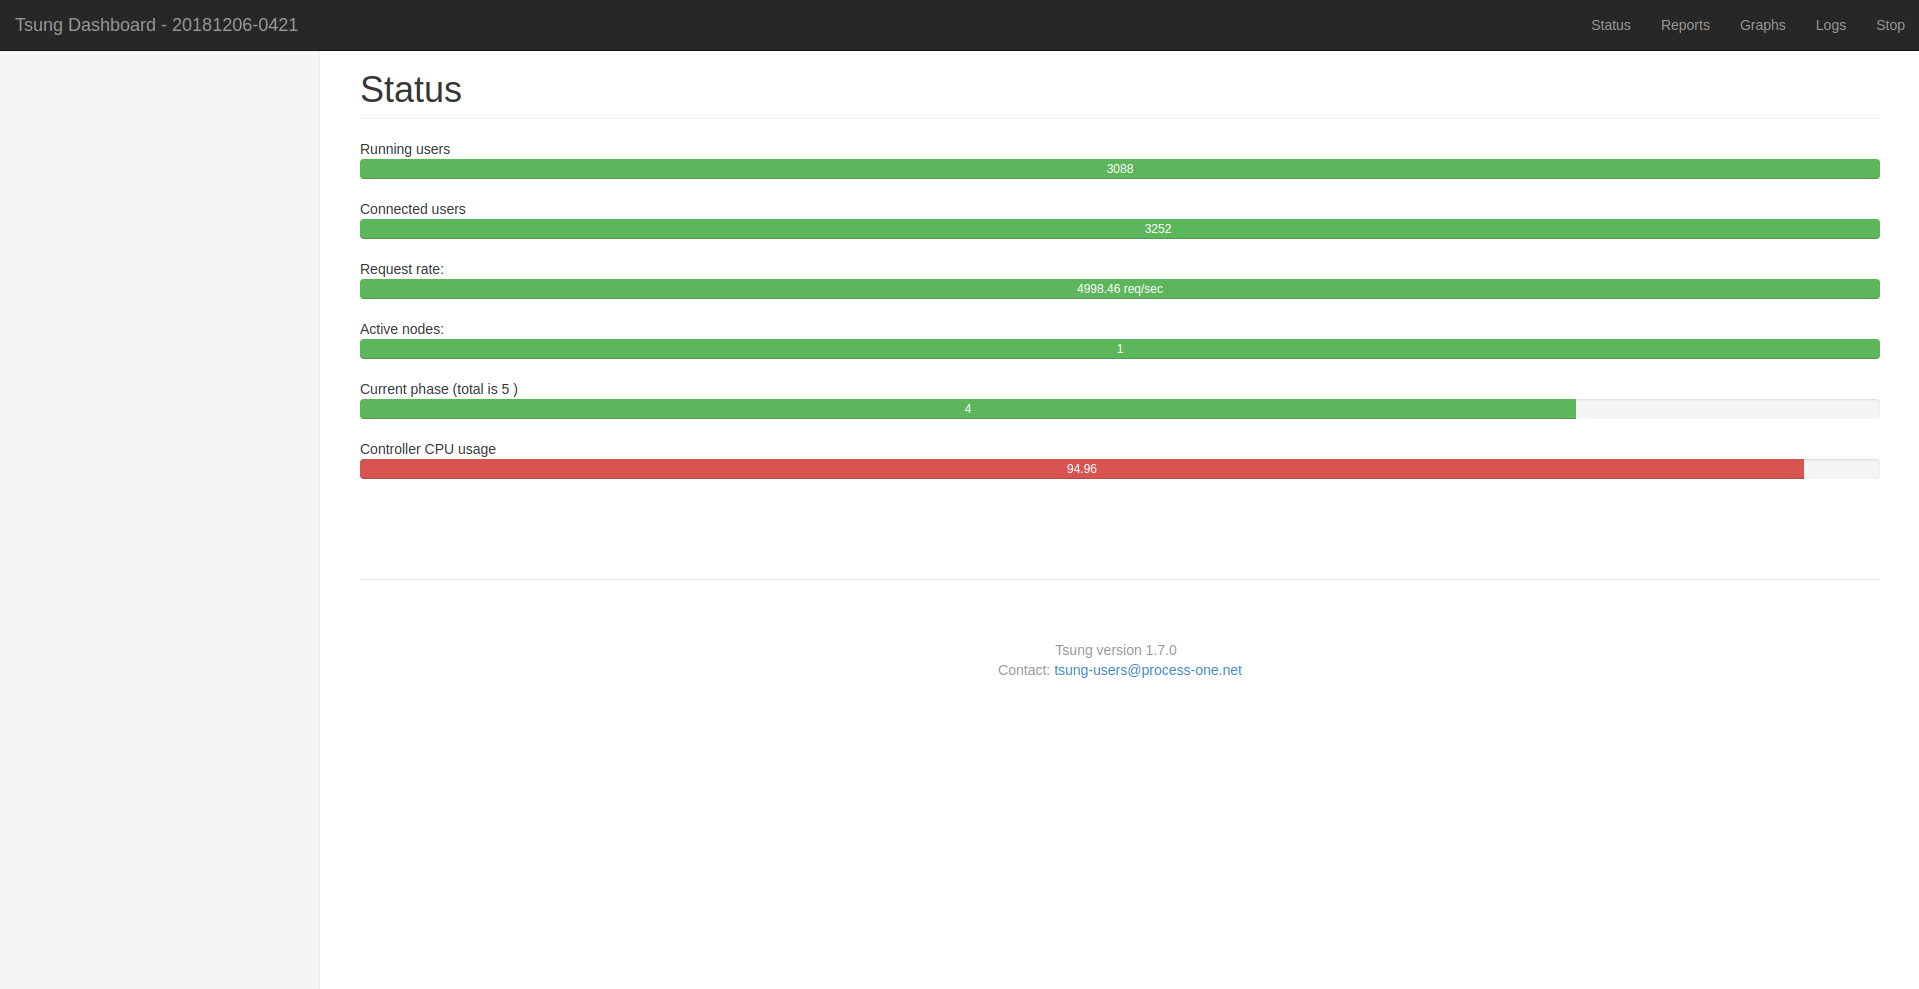 Tsung Dashboard - 20181206-0421
Status Reports Graphs Logs Stop
Status
Running users
3088
Connected users
3252
Request rate:
4998.46 req/sec
Active nodes:
1
Current phase (total is 5 )
4
Controller CPU usage
94.96
Tsung version 1.7.0
Contact: tsung-users@process-one.net